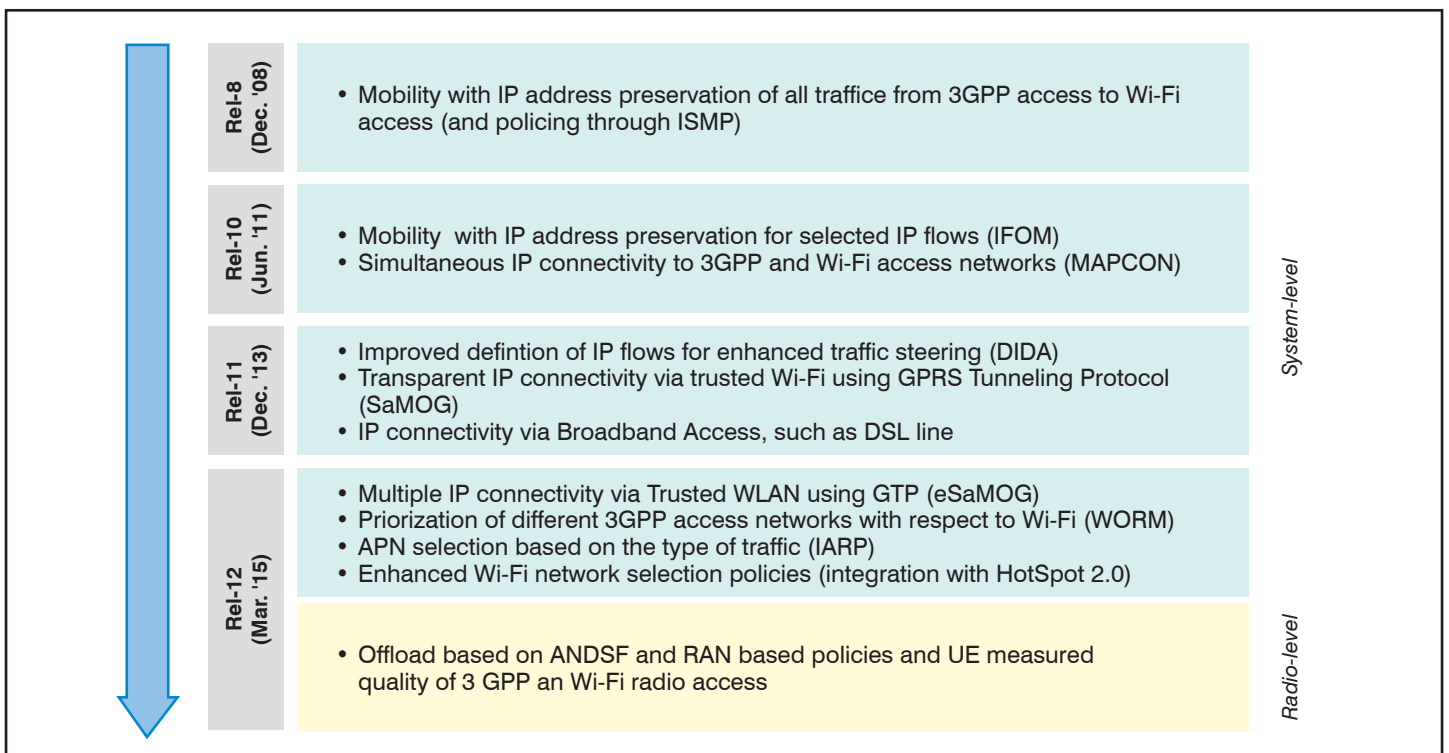 Rel-8
(Dec. '08)
• Mobility with IP address preservation of all traffice from 3GPP access to Wi-Fi
access (and policing through ISMP)
Rel-10
(Jun. '11)
• Mobility with IP address preservation for selected IP flows (IFOM)
• Simultaneous IP connectivity to 3GPP and Wi-Fi access networks (MAPCON)
System-level
Rel-11
(Dec. '13)
• Improved defintion of IP flows for enhanced traffic steering (DIDA)
• Transparent IP connectivity via trusted Wi-Fi using GPRS Tunneling Protocol
(SaMOG)
• IP connectivity via Broadband Access, such as DSL line
Rel-12
(Mar. '15)
• Multiple IP connectivity via Trusted WLAN using GTP (eSaMOG)
• Priorization of different 3GPP access networks with respect to Wi-Fi (WORM)
• APN selection based on the type of traffic (IARP)
• Enhanced Wi-Fi network selection policies (integration with HotSpot 2.0)
• Offload based on ANDSF and RAN based policies and UE measured
quality of 3 GPP an Wi-Fi radio access
Radio-level